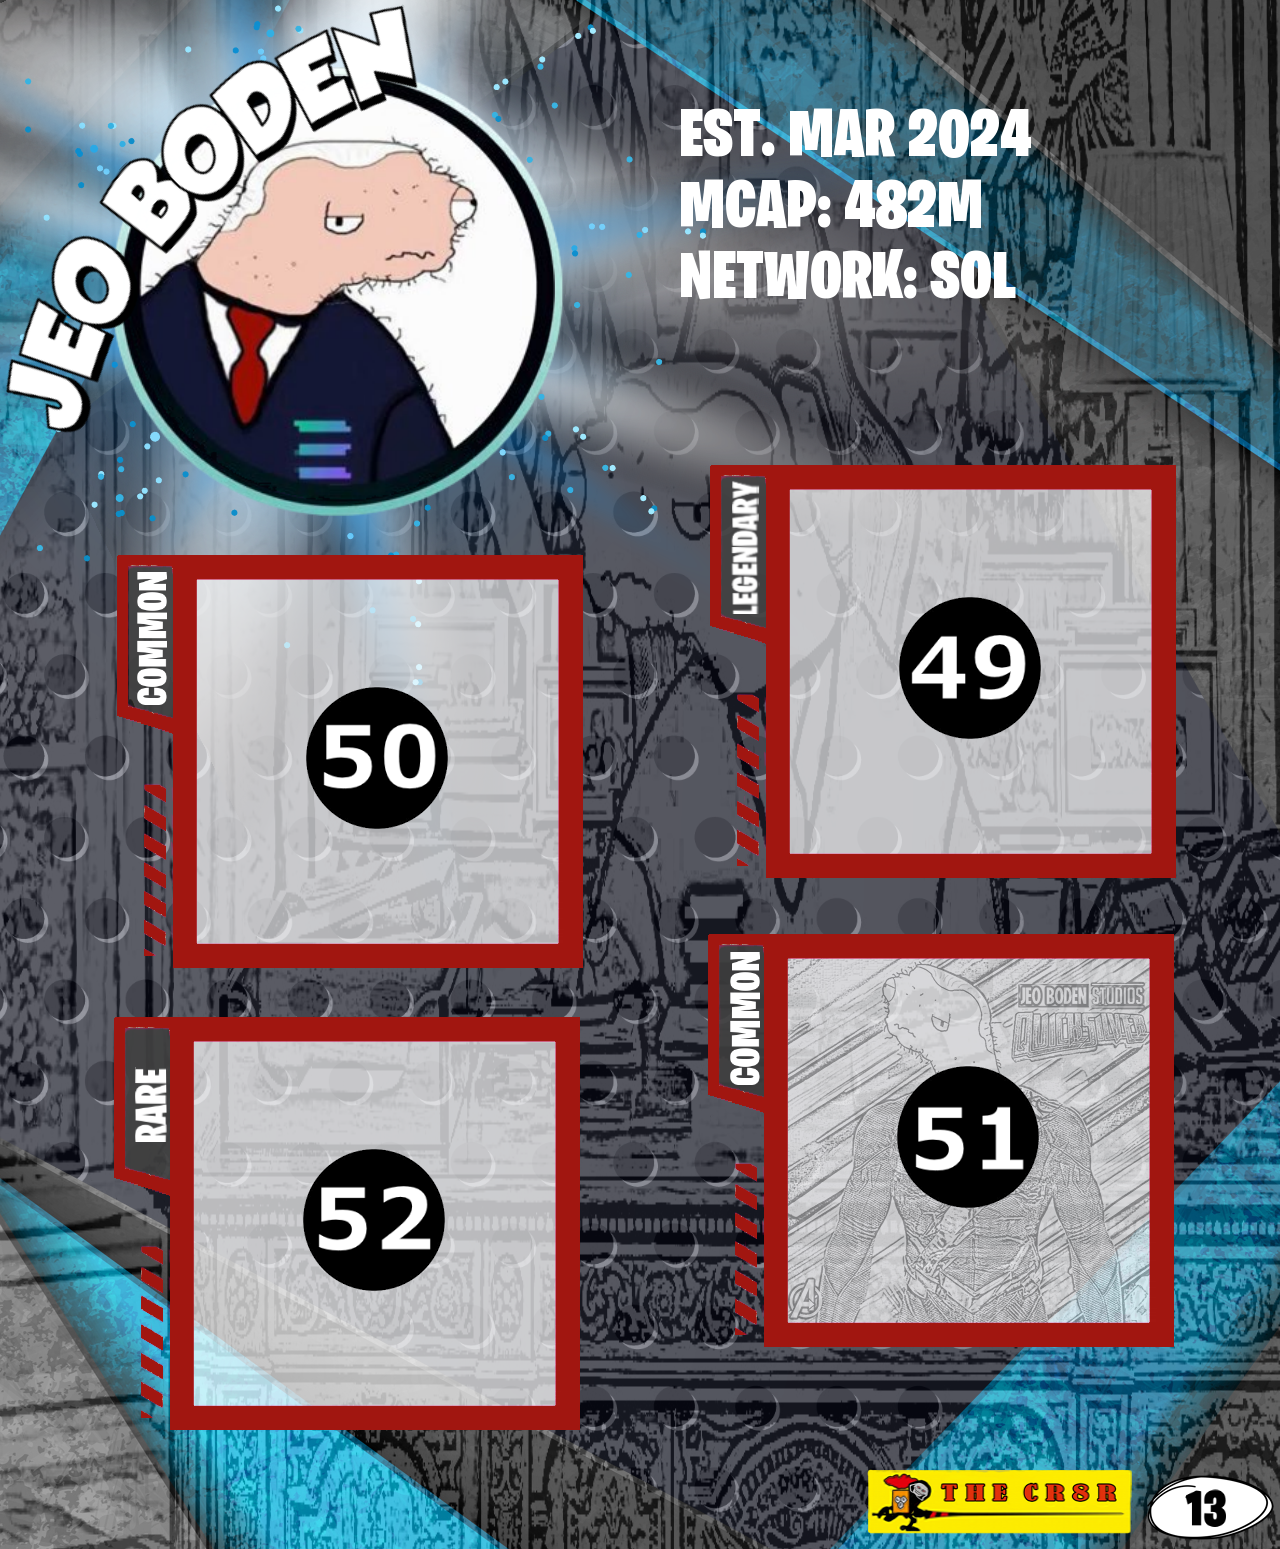 JEO BODEN
EST. MAR 2024
MCAP: 482M
NETWORK: SOL
LEGENDARY
49
COMMON
50
COMMON
JEO BODEN STUDIOS
51
RARE
52
THE CR8R
13